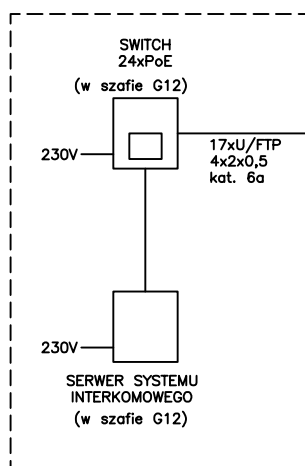 SWITCH
24xPoE
(w szafie G12)
230V
17xU/FTP
4x2x0,5
kat. 6a
230V
SERWER SYSTEMU
INTERKOMOWEGO
(w szafie G12)